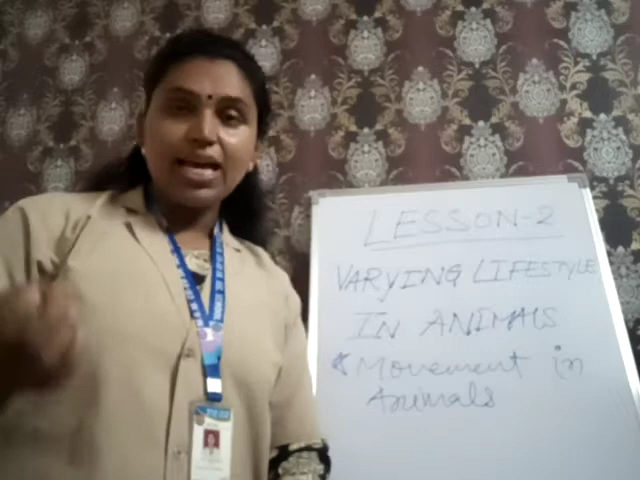 LESSON-2
VARYING LIFESTYLE
IN ANIMALS
* Movement in
Animals